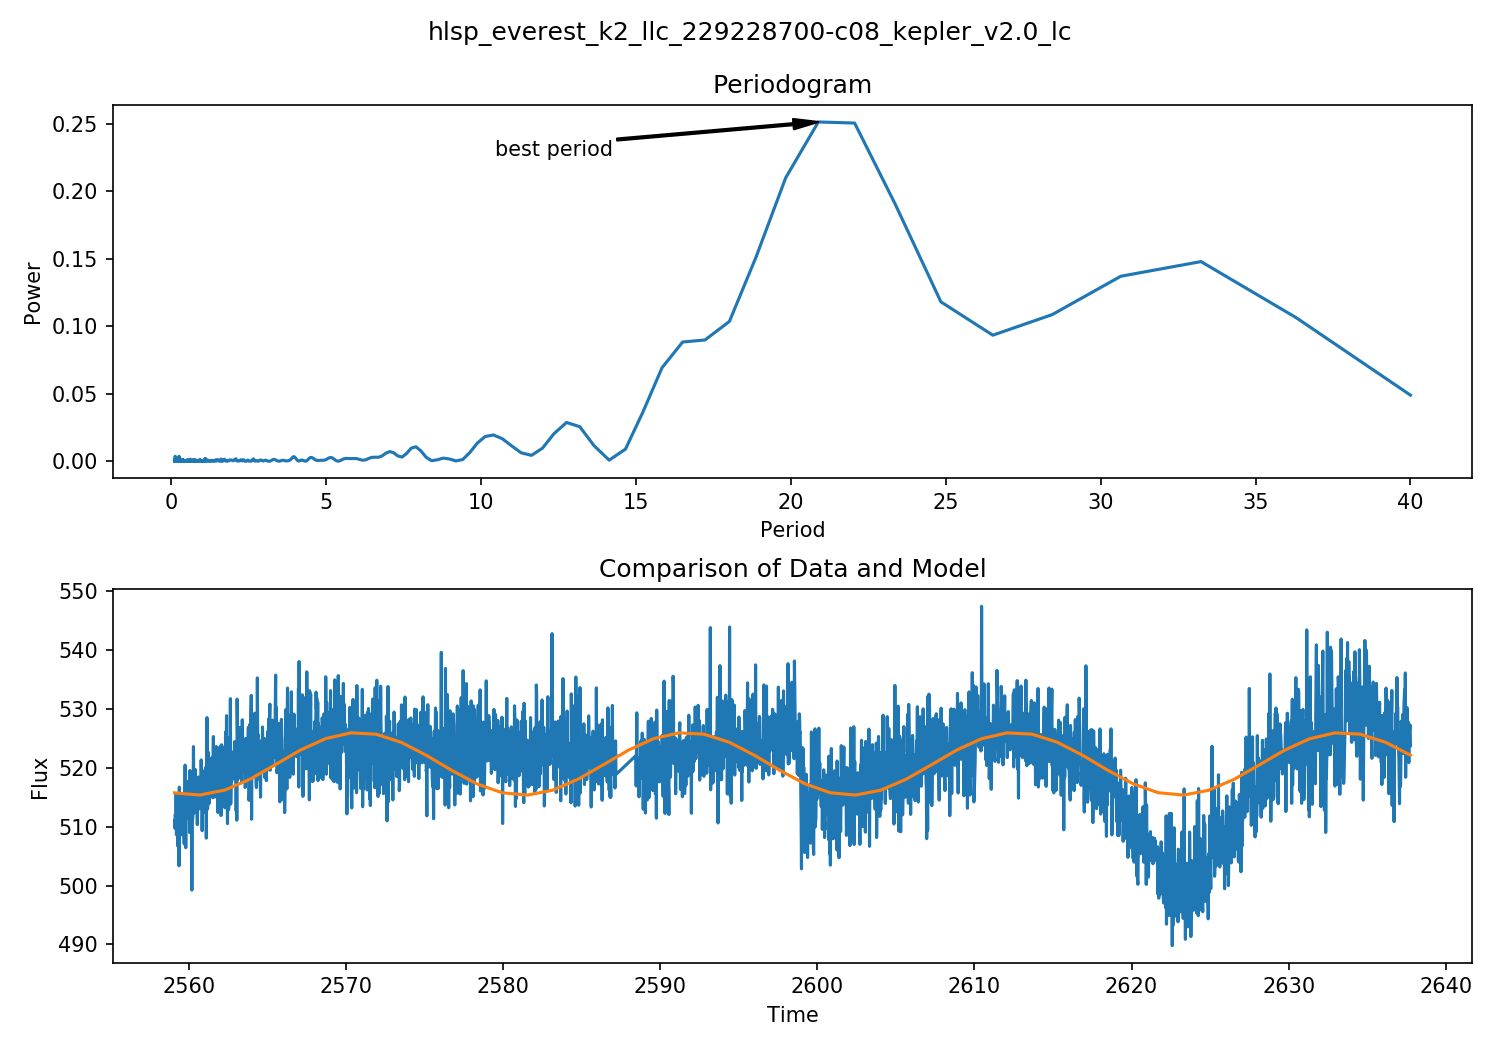 hlsp_everest_k2_llc_229228700-c08_kepler_v2.0_lc
Periodogram
0.25
0.20
0.15
0.10
0.05
0.00
Power
best period
0 5 10 15 20 25 30 35 40
Period
Comparison of Data and Model
550
540
530
520
510
500
490
Flux
2560 2570 2580 2590 2600 2610 2620 2630 2640
Time